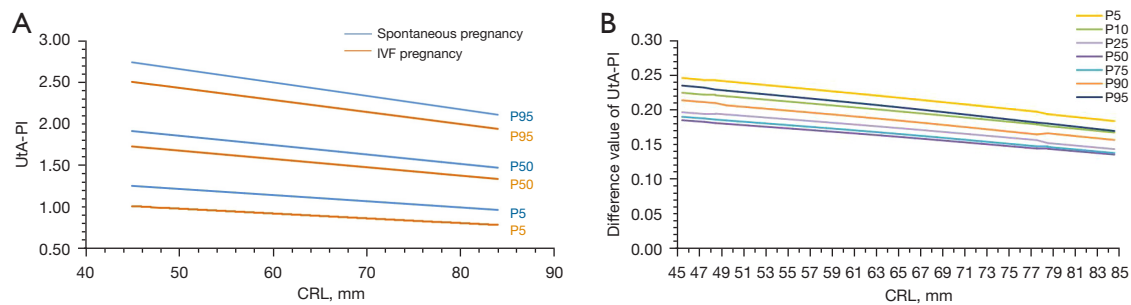 A
3.00
2.50
2.00
1.50
1.00
0.50
UtA-PI
Spontaneous pregnancy
IVF pregnancy
P95
P95
P50
P50
P5
P5
40 50 60 70 80 90
CRL, mm
B
0.30
0.25
0.20
0.15
0.10
0.05
0.00
Difference value of UtA-PI
P5
P10
P25
P50
P75
P90
P95
45 47 49 51 53 55 57 59 61 63 65 67 69 71 73 75 77 79 81 83 85
CRL, mm